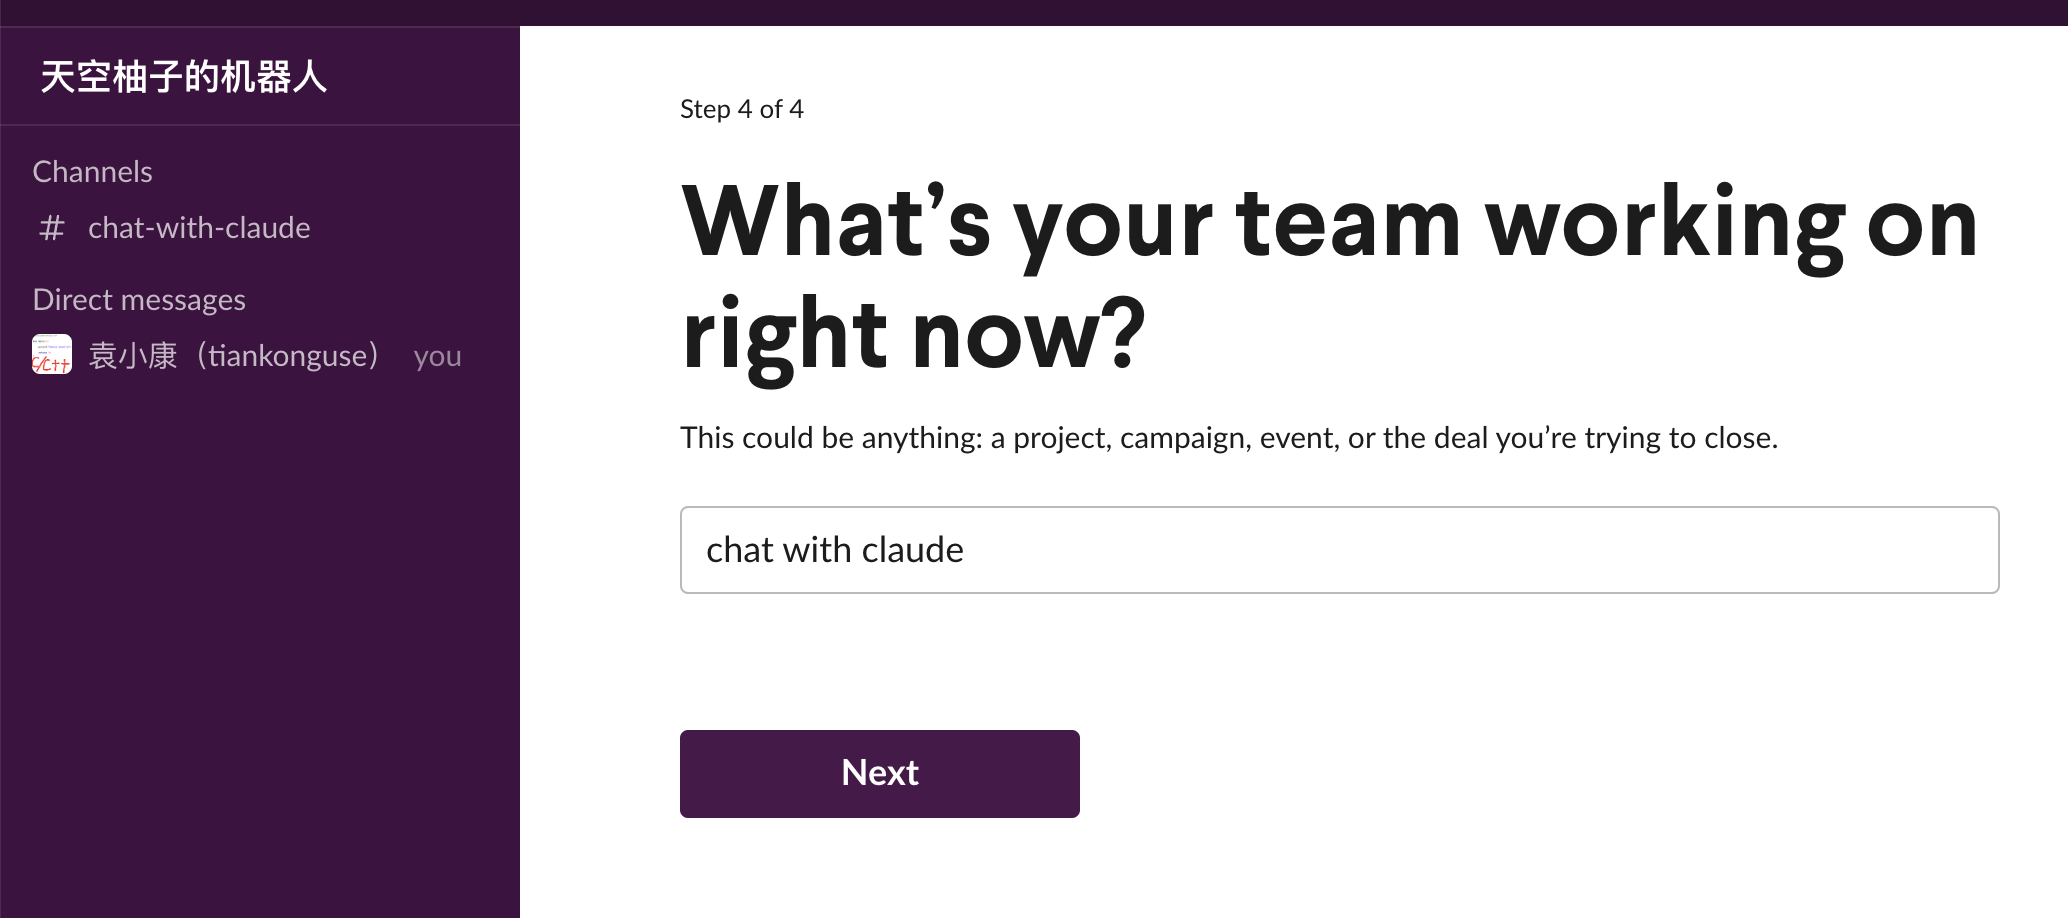 天空柚子的机器人
Channels
# chat-with-claude
Direct messages
C/C++
袁小康（tiankonguse） you
Step 4 of 4
What’s your team working on
right now?
This could be anything: a project, campaign, event, or the deal you’re trying to close.
chat with claude
Next